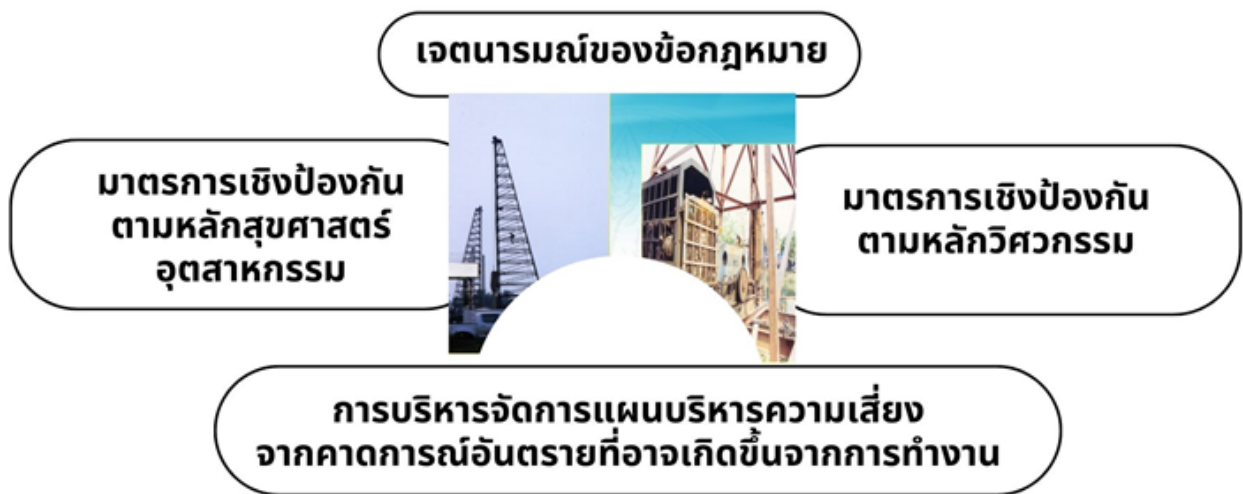 เจตนารมณ์ของข้อกฎหมาย
มาตรการเชิงป้องกัน
ตามหลักสุขศาสตร์
อุตสาหกรรม
มาตรการเชิงป้องกัน
ตามหลักวิศวกรรม
การบริหารจัดการแผนบริหารความเสี่ยง
จากคาดการณ์อันตรายที่อาจเกิดขึ้นจากการทำงาน